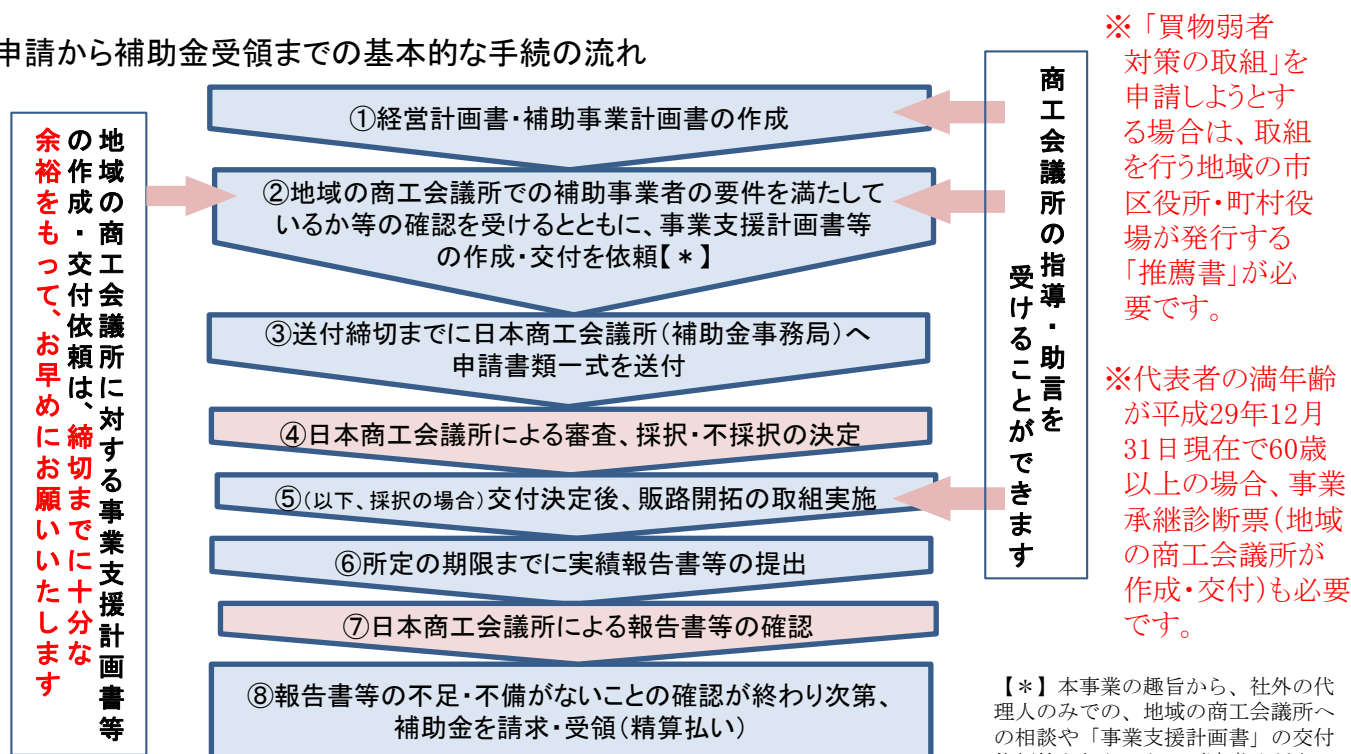 申請から補助金受領までの基本的な手続の流れ
地域の商工会議所に対する事業支援計画書等
の作成・交付依頼は、締切までに十分な
余裕をもって、お早めにお願いいたします
①経営計画書・補助事業計画書の作成
②地域の商工会議所での補助事業者の要件を満たして
いるか等の確認を受けるとともに、事業支援計画書等
の作成・交付を依頼【＊】
③送付締切までに日本商工会議所（補助金事務局）へ
申請書類一式を送付
④日本商工会議所による審査、採択・不採択の決定
⑤（以下、採択の場合）交付決定後、販路開拓の取組実施
⑥所定の期限までに実績報告書等の提出
⑦日本商工会議所による報告書等の確認
⑧報告書等の不足・不備がないことの確認が終わり次第、
補助金を請求・受領（精算払い）
商工会議所の指導・助言を
受けることができます
※「買物弱者
対策の取組」を
申請しようとす
る場合は、取組
を行う地域の市
区役所・町村役
場が発行する
「推薦書」が必
要です。
※代表者の満年齢
が平成29年12月
31日現在で60歳
以上の場合、事業
承継診断票（地域
の商工会議所が
作成・交付）も必要
です。
【＊】本事業の趣旨から、社外の代
理人のみでの、地域の商工会議所へ
の相談や「事業支援計画書」の交付